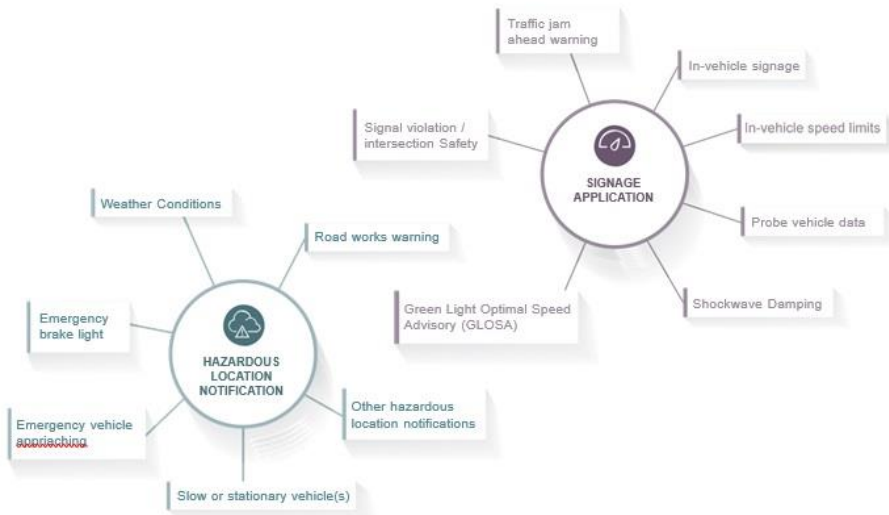 Traffic jam
ahead warning
In-vehicle signage
Signal violation /
intersection Safety
In-vehicle speed limits
SIGNAGE
APPLICATION
Probe vehicle data
Green Light Optimal Speed
Advisory (GLOSA)
Shockwave Damping
Weather Conditions
Road works warning
Emergency
brake light
HAZARDOUS
LOCATION
NOTIFICATION
Other hazardous
location notifications
Emergency vehicle
appriaching
Slow or stationary vehicle(s)